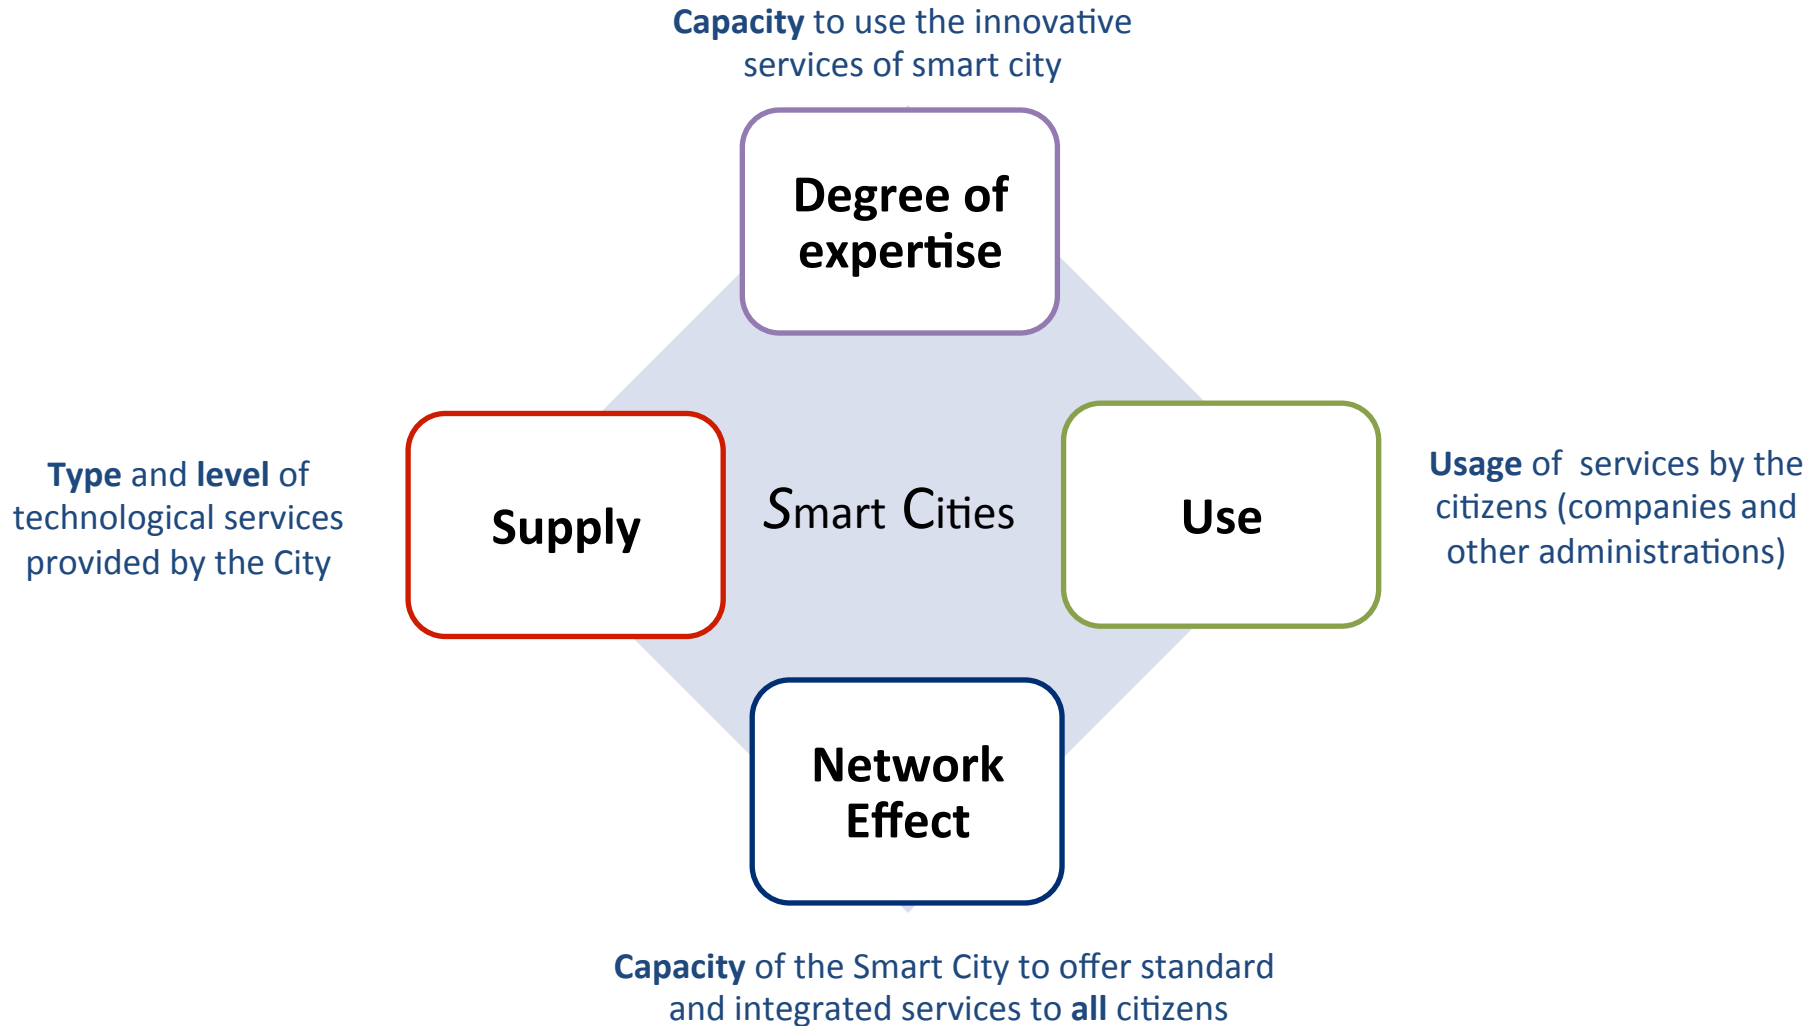 Capacity to use the innovative
services of smart city
Degree of
expertise
Type and level of
technological services
provided by the City
Supply
Smart Cities
Use
Usage of services by the
citizens (companies and
other administrations)
Network
Effect
Capacity of the Smart City to offer standard
and integrated services to all citizens